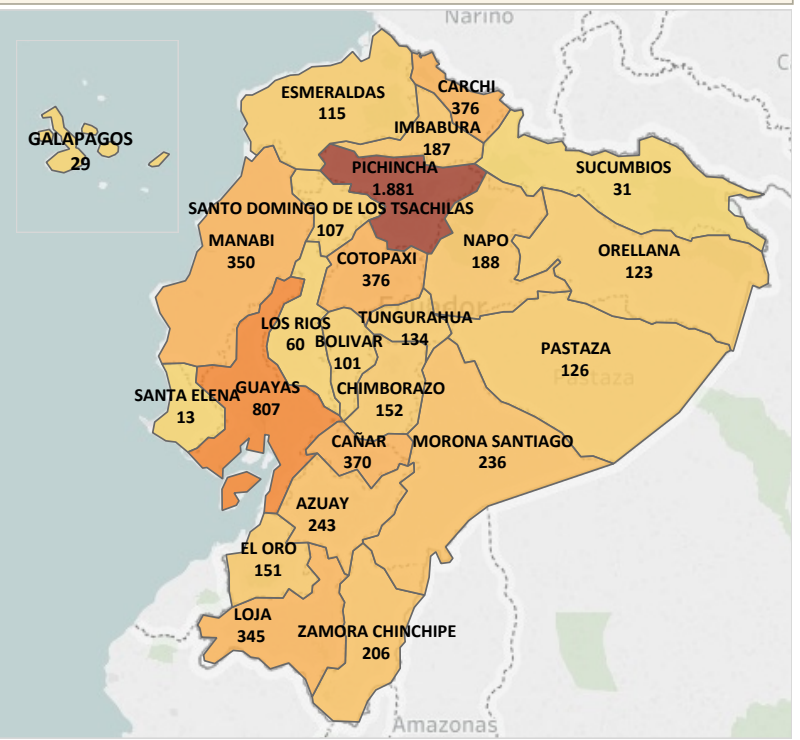 Nariño
ESMERALDAS
115
CARCHI
376
IMBABURA
187
GALAPAGOS
29
PICHINCHA
1.881
SUCUMBIOS
31
SANTO DOMINGO DE LOS TSACHILAS
107
MANABI
350
NAPO
188
ORELLANA
123
COTOPAXI
376
Ecuador
TUNGURAHUA
134
LOS RIOS
60
BOLIVAR
101
PASTAZA
126
Pastaza
SANTA ELENA
13
GUAYAS
807
CHIMBORAZO
152
CAÑAR
370
MORONA SANTIAGO
236
AZUAY
243
EL ORO
151
LOJA
345
ZAMORA CHINCHIPE
206
Amazonas